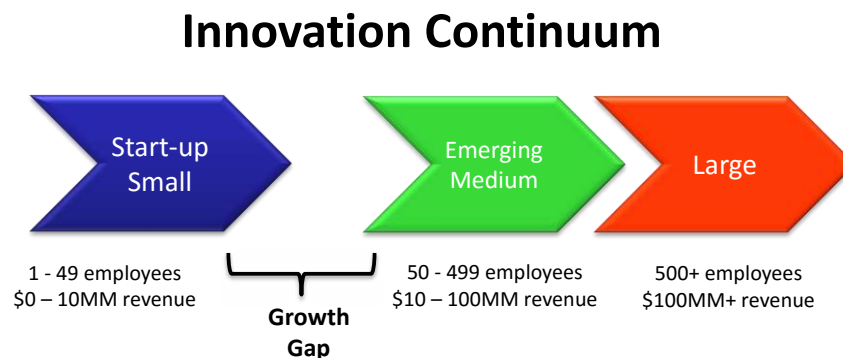 Innovation Continuum
Start-up
Small
Emerging
Medium
Large
1 - 49 employees
$0 – 10MM revenue
Growth
Gap
50 - 499 employees
$10 – 100MM revenue
500+ employees
$100MM+ revenue